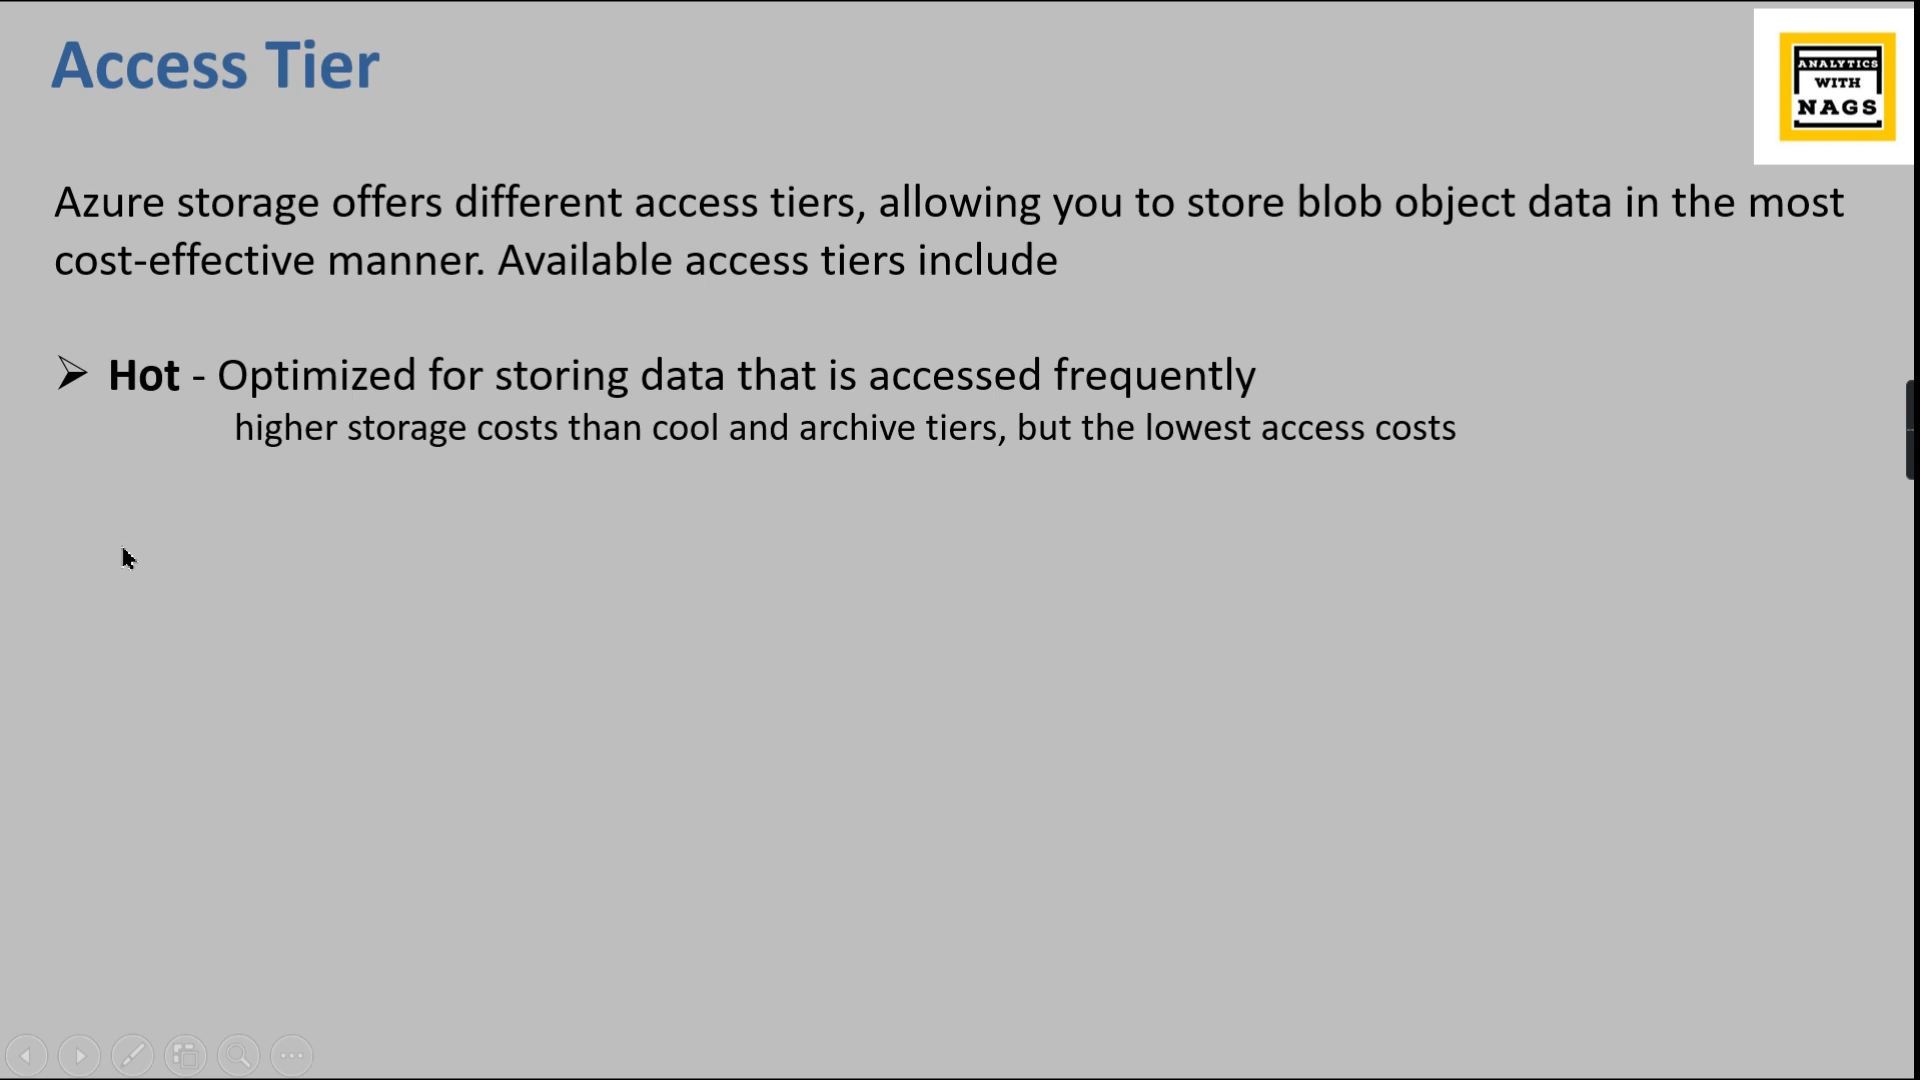 Access Tier
ANALYTICS
WITH
NAGS
Azure storage offers different access tiers, allowing you to store blob object data in the most
cost-effective manner. Available access tiers include
Hot - Optimized for storing data that is accessed frequently
higher storage costs than cool and archive tiers, but the lowest access costs